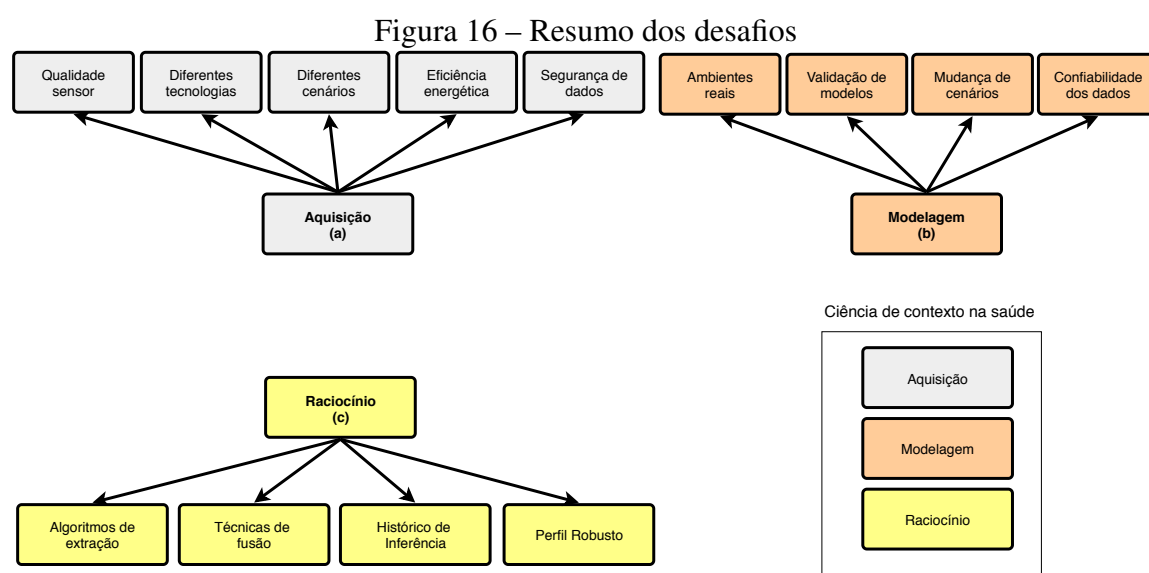 Figura 16 – Resumo dos desafios
Qualidade
sensor
Diferentes
tecnologias
Diferentes
cenários
Eficiência
energética
Segurança de
dados
Aquisição
(a)
Ambientes
reais
Validação de
modelos
Mudança de
cenários
Confiabilidade
dos dados
Modelagem
(b)
Raciocínio
(c)
Algoritmos de
extração
Técnicas de
fusão
Histórico de
Inferência
Perfil Robusto
Ciência de contexto na saúde
Aquisição
Modelagem
Raciocínio